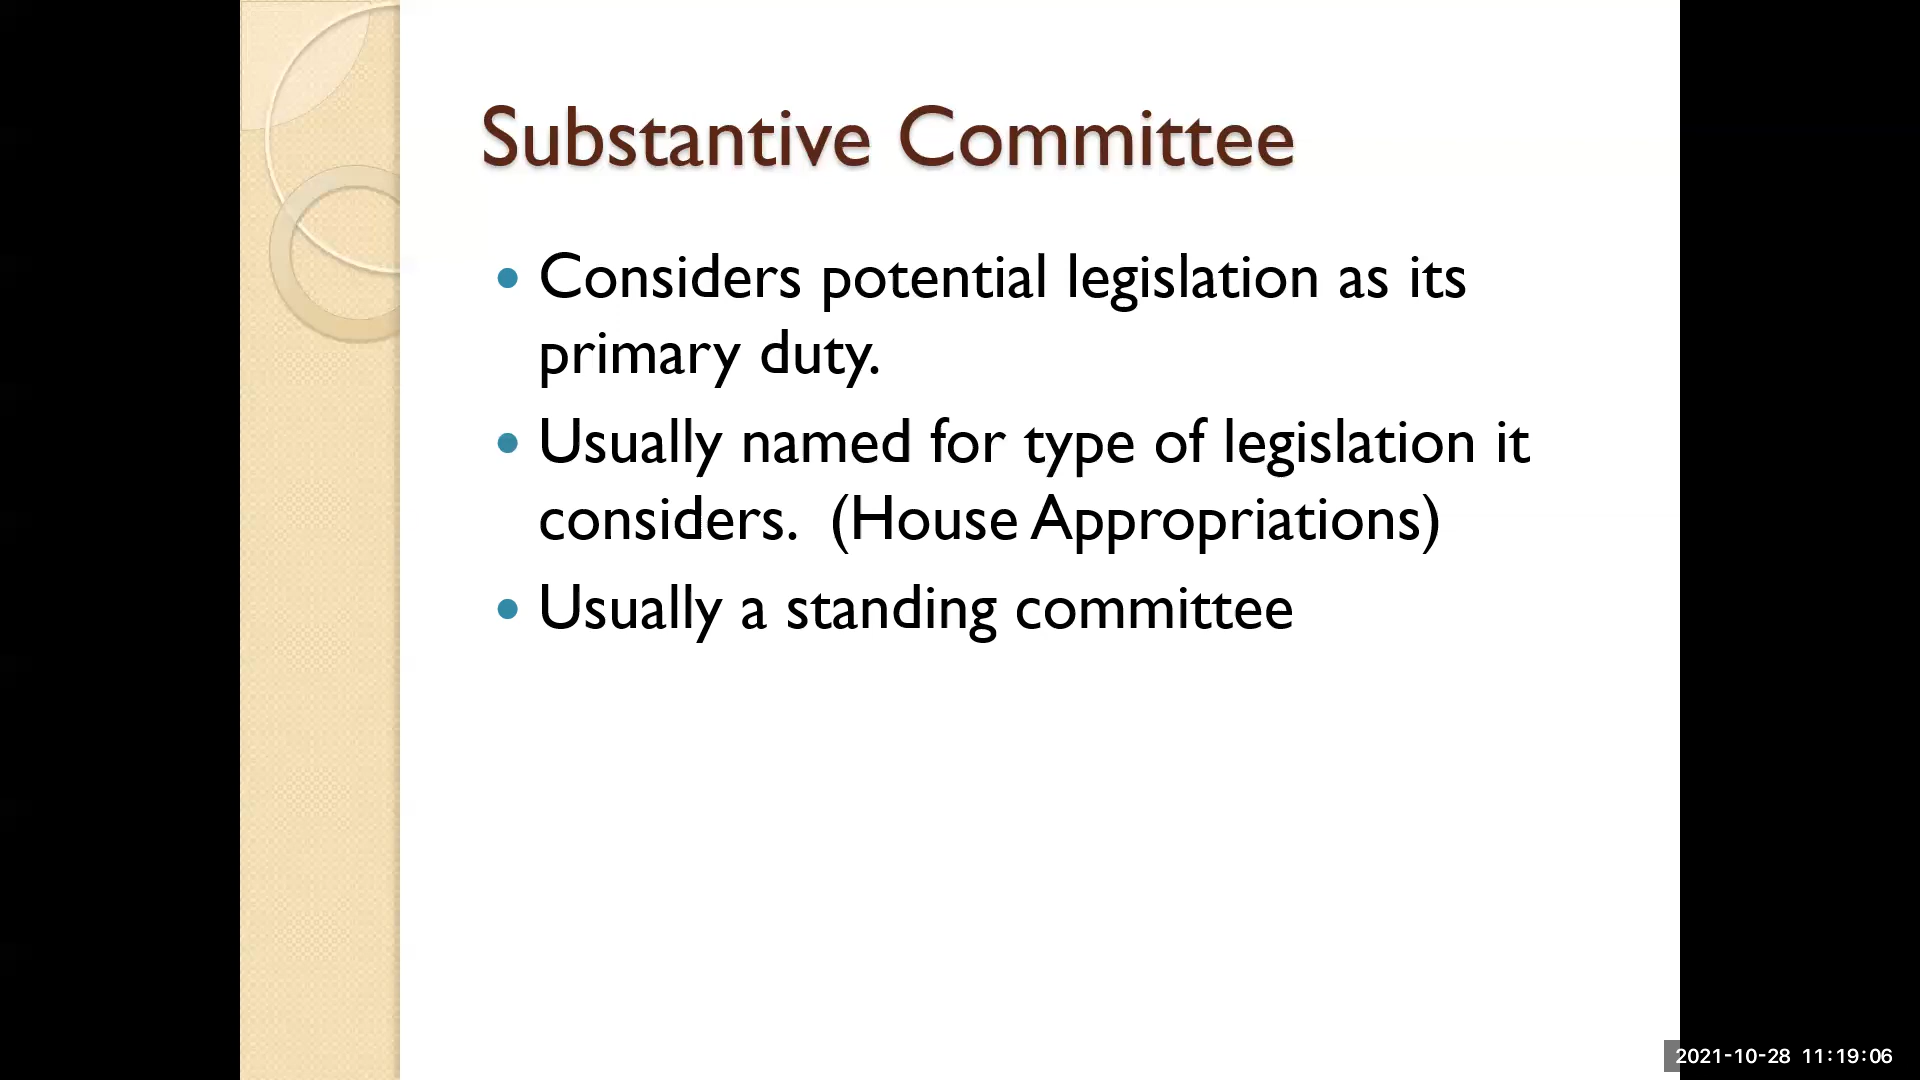 Substantive Committee
• Considers potential legislation as its
primary duty.
• Usually named for type of legislation it
considers.  (House Appropriations)
• Usually a standing committee
2021-10-28 11:19:06